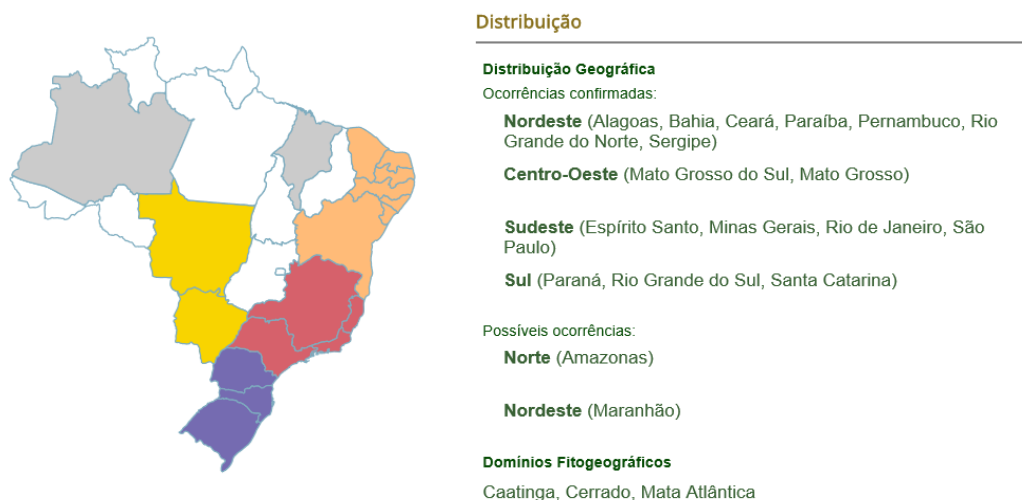 Distribuição
Distribuição Geográfica
Ocorrências confirmadas:
Nordeste (Alagoas, Bahia, Ceará, Paraíba, Pernambuco, Rio
Grande do Norte, Sergipe)
Centro-Oeste (Mato Grosso do Sul, Mato Grosso)
Sudeste (Espírito Santo, Minas Gerais, Rio de Janeiro, São
Paulo)
Sul (Paraná, Rio Grande do Sul, Santa Catarina)
Possíveis ocorrências:
Norte (Amazonas)
Nordeste (Maranhão)
Domínios Fitogeográficos
Caatinga, Cerrado, Mata Atlântica